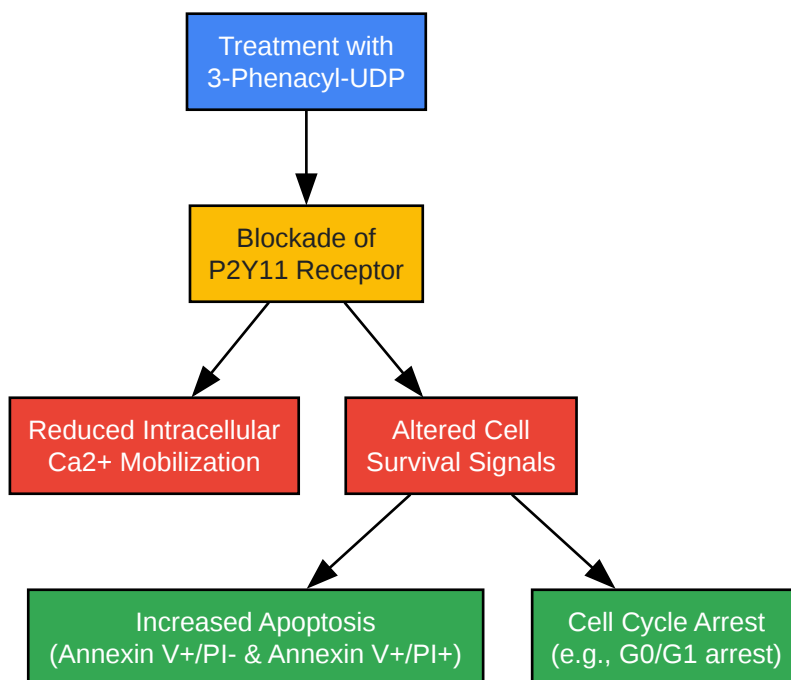 Treatment with
3-Phenacyl-UDP
Blockade of
P2Y11 Receptor
Reduced Intracellular
Ca2+ Mobilization
Altered Cell
Survival Signals
Increased Apoptosis
(Annexin V+/PI- & Annexin V+/PI+)
Cell Cycle Arrest
(e.g., G0/G1 arrest)